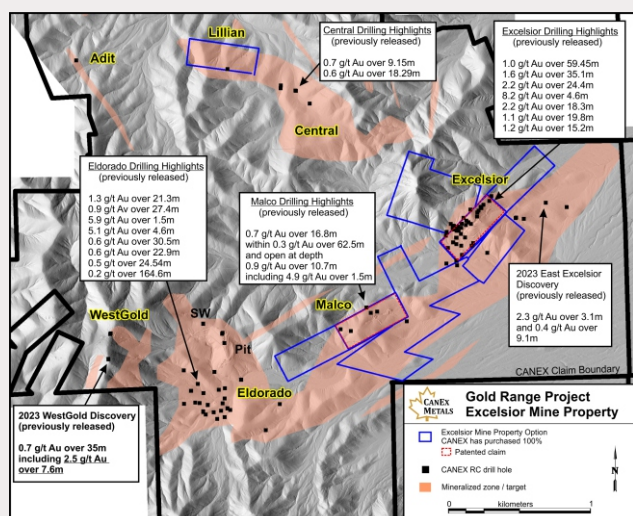 Adit
Lillian
Central
Central Drilling Highlights
(previously released)
0.7 g/t Au over 9.15m
0.6 g/t Au over 18.29m
Excelsior Drilling Highlights
(previously released)
1.0 g/t Au over 59.45m
1.6 g/t Au over 35.1m
2.2 g/t Au over 24.4m
8.2 g/t Au over 4.6m
2.2 g/t Au over 18.3m
1.1 g/t Au over 19.8m
1.2 g/t Au over 15.2m
Eldorado Drilling Highlights
(previously released)
1.3 g/t Au over 21.3m
0.9 g/t Au over 27.4m
5.9 g/t Au over 1.5m
5.1 g/t Au over 4.6m
0.6 g/t Au over 30.5m
0.6 g/t Au over 22.9m
0.5 g/t Au over 24.54m
0.2 g/t over 164.6m
Malco Drilling Highlights
(previously released)
0.7 g/t Au over 16.8m
within 0.3 g/t Au over 62.5m
and open at depth
0.9 g/t Au over 10.7m
including 4.9 g/t Au over 1.5m
Excelsior
2023 East Excelsior
Discovery
(previously released)
2.3 g/t Au over 3.1m
and 0.4 g/t Au over
9.1m
WestGold
SW
Pit
Malco
Eldorado
2023 WestGold Discovery
(previously released)
0.7 g/t Au over 35m
including 2.5 g/t Au
over 7.6m
CANEX Claim Boundary
CANEX
METALS
Gold Range Project
Excelsior Mine Property
Excelsior Mine Property Option
CANEX has purchased 100%
Patented claim
CANEX RC drill hole
Mineralized zone / target
N
0 kilometers 1